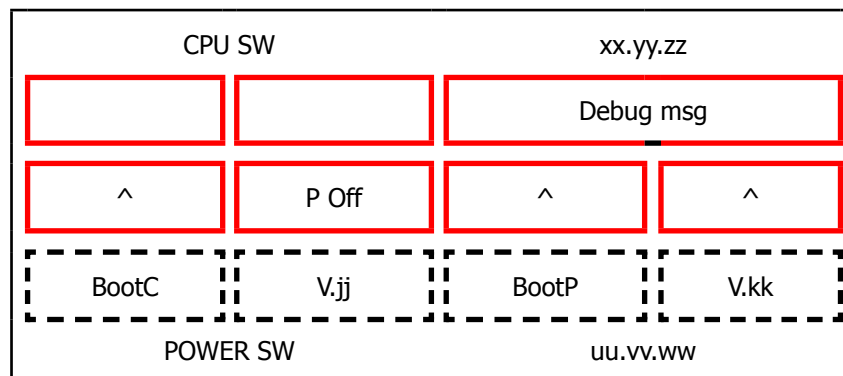 CPU SW xx.yy.zz
Debug msg
^ P Off ^ ^
BootC V.jj BootP V.kk
POWER SW uu.vv.ww